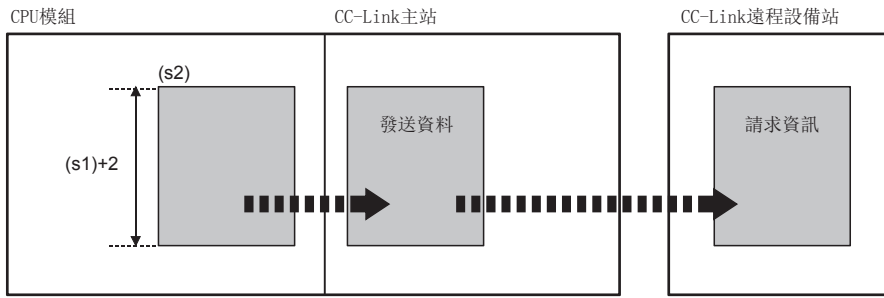 CPU模組
CC-Link主站
CC-Link遠程設備站
(s2)
發送資料
請求資訊
(s1)+2